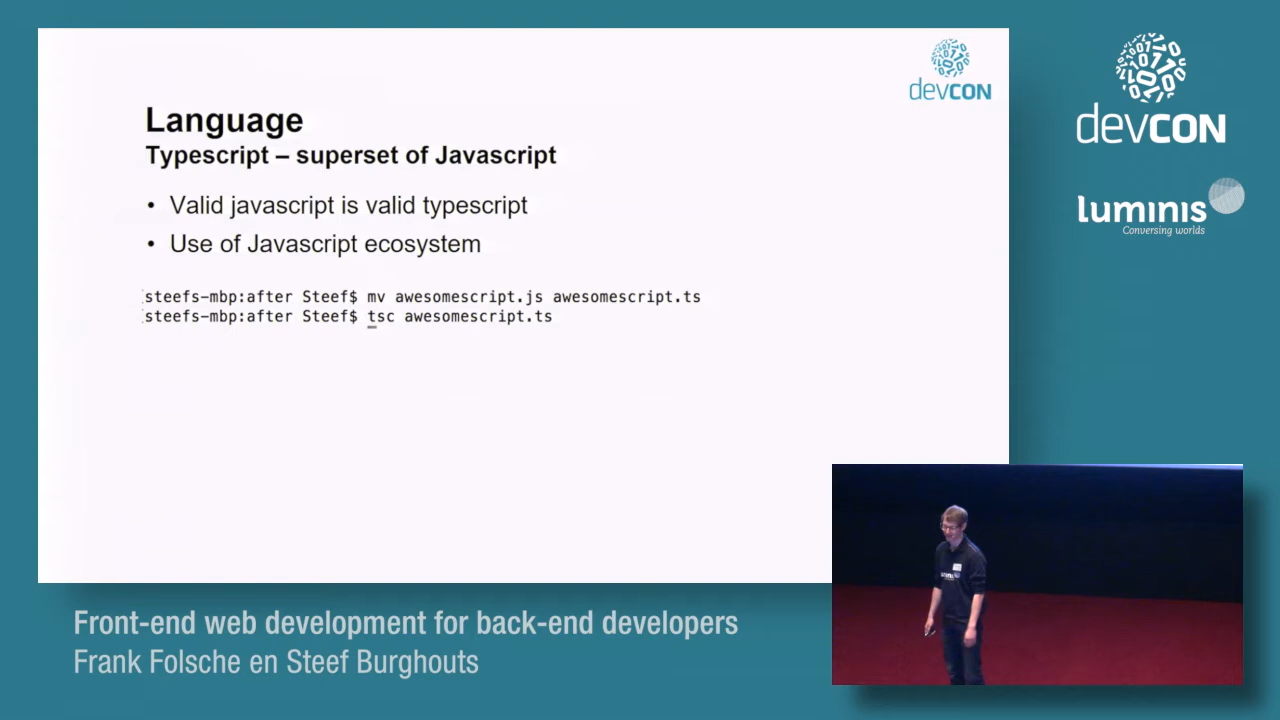 devCON
Language
Typescript – superset of Javascript
• Valid javascript is valid typescript
• Use of Javascript ecosystem
steefs-mbp:after Steef$ mv awesomescript.js awesomescript.ts
steefs-mbp:after Steef$ tsc awesomescript.ts
devCON
luminis
Conversing worlds
Front-end web development for back-end developers
Frank Folsche en Steef Burghouts